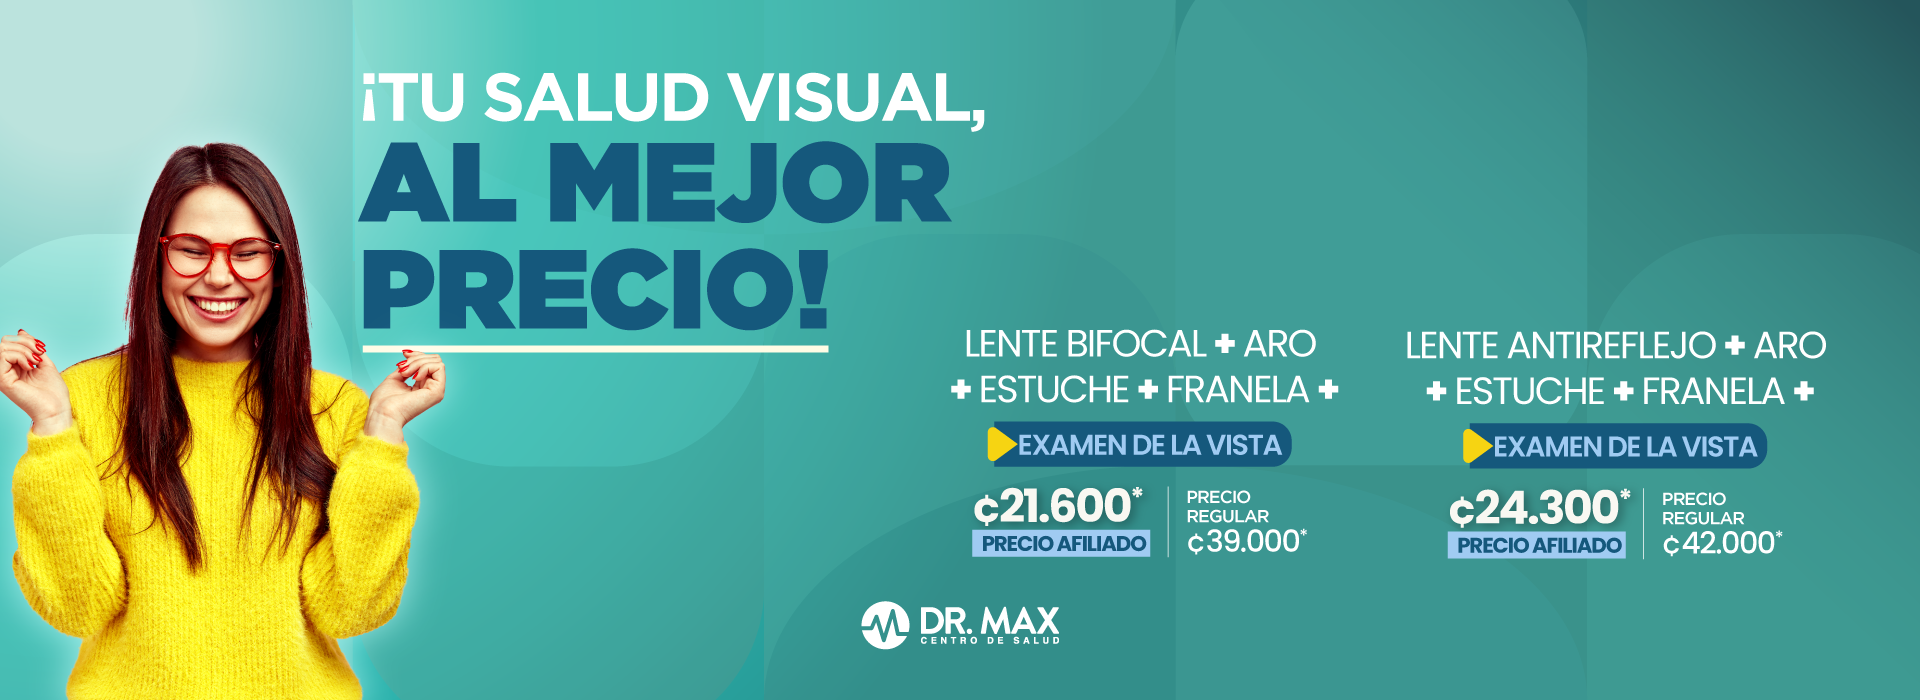 ¡TU SALUD VISUAL,
AL MEJOR
PRECIO!
LENTE BIFOCAL + ARO
+ ESTUCHE + FRANELA +
EXAMEN DE LA VISTA
₡21.600*
PRECIO AFILIADO
PRECIO
REGULAR
₡39.000*
LENTE ANTIREFLEJO + ARO
+ ESTUCHE + FRANELA +
EXAMEN DE LA VISTA
₡24.300*
PRECIO AFILIADO
PRECIO
REGULAR
₡42.000*
DR. MAX
CENTRO DE SALUD